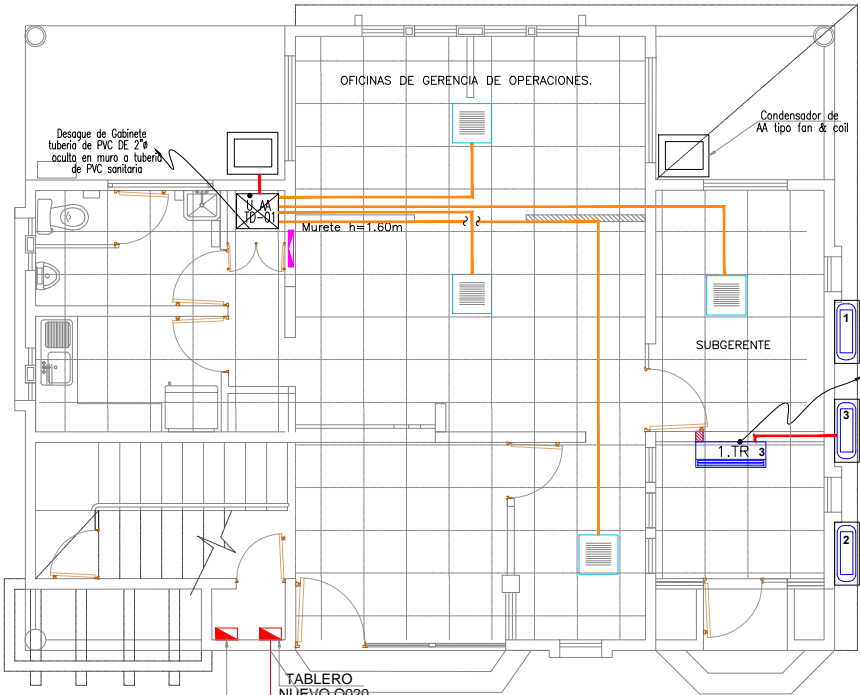 OFICINAS DE GERENCIA DE OPERACIONES.
Condensador de
AA tipo fan & coil
Desague de Gabinete
tuberia de PVC DE 2"ø
oculto en muro a tuberia
de PVC sanitaria
U.AA
TD-01
Murete h=1.60m
1
SUBGERENTE
3
1.TR 3
2
TABLERO
NUEVO Q020